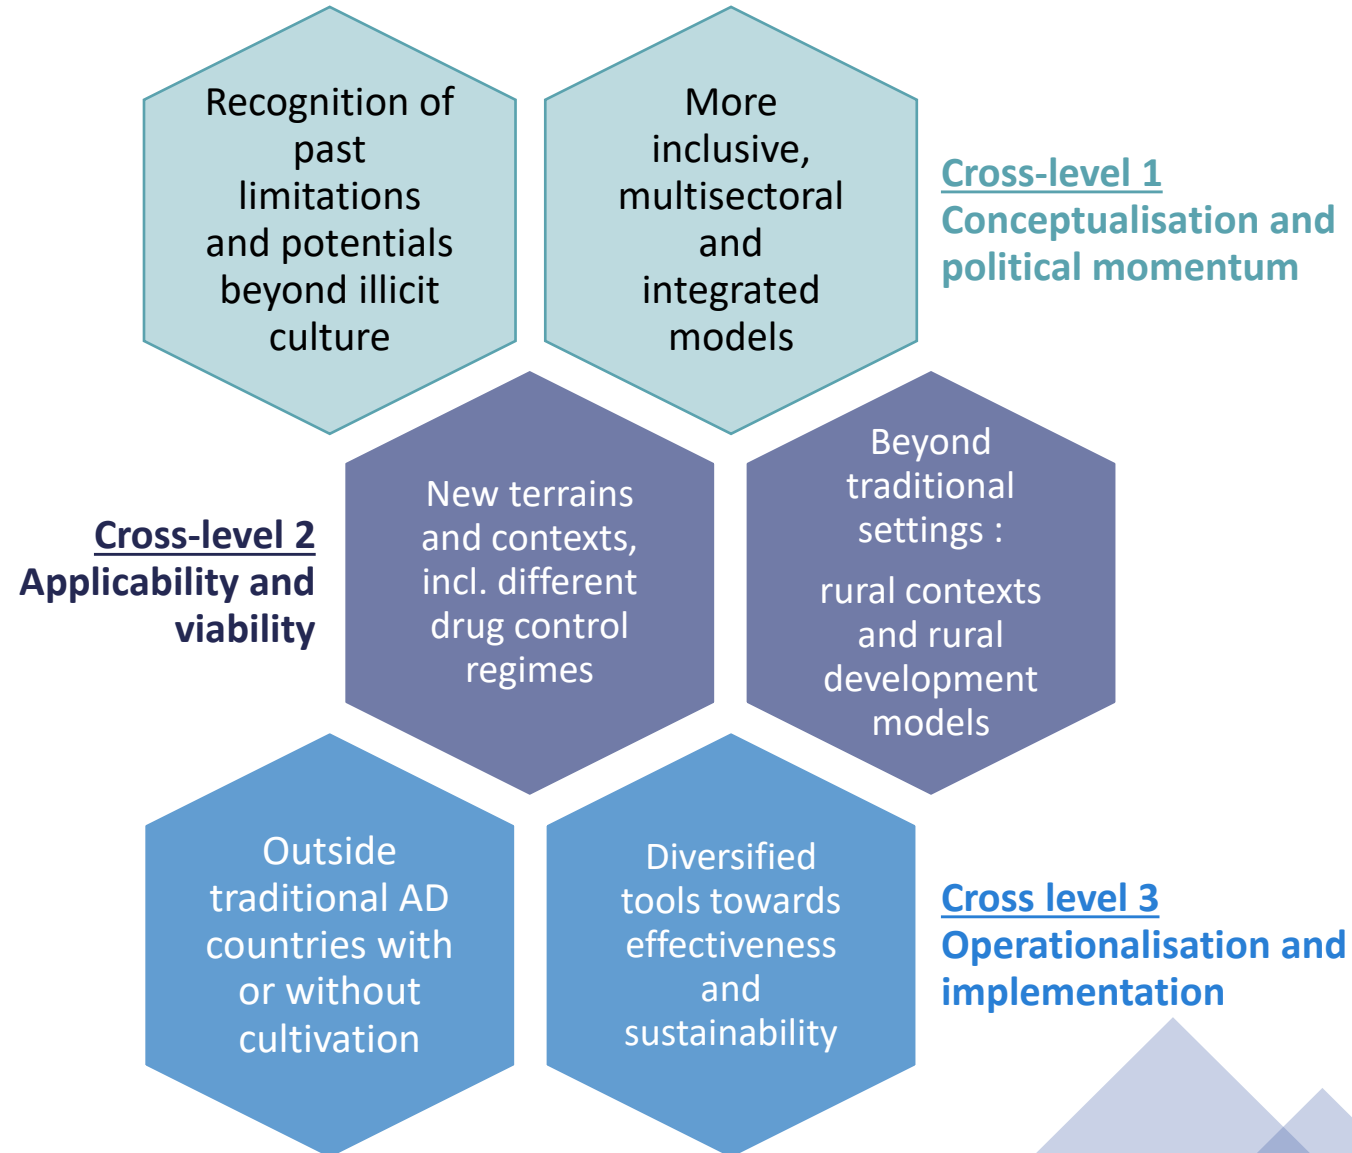 Recognition of
past
limitations
and potentials
beyond illicit
culture
More
inclusive,
multisectoral
and
integrated
models
Cross-level 1
Conceptualisation and
political momentum
Cross-level 2
Applicability and
viability
New terrains
and contexts,
incl. different
drug control
regimes
Beyond
traditional
settings :
rural contexts
and rural
development
models
Outside
traditional AD
countries with
or without
cultivation
Diversified
tools towards
effectiveness
and
sustainability
Cross level 3
Operationalisation and
implementation